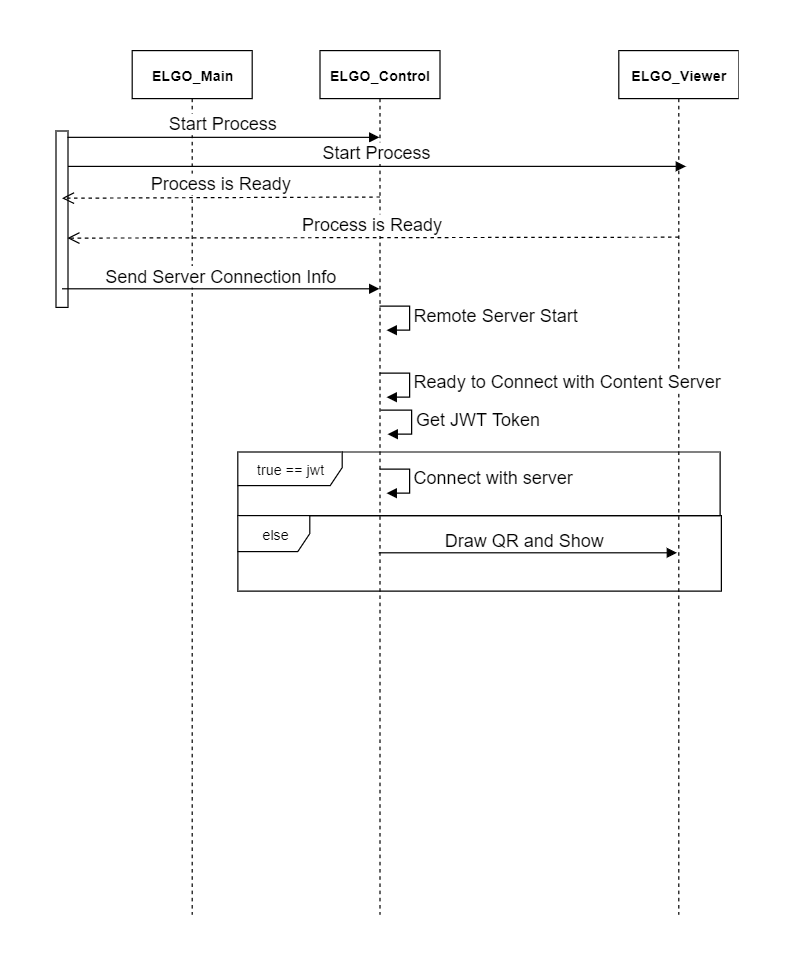 ELGO_Main
ELGO_Control
ELGO_Viewer
Start Process
Start Process
Process is Ready
Process is Ready
Send Server Connection Info
Remote Server Start
Ready to Connect with Content Server
Get JWT Token
true == jwt
Connect with server
else
Draw QR and Show